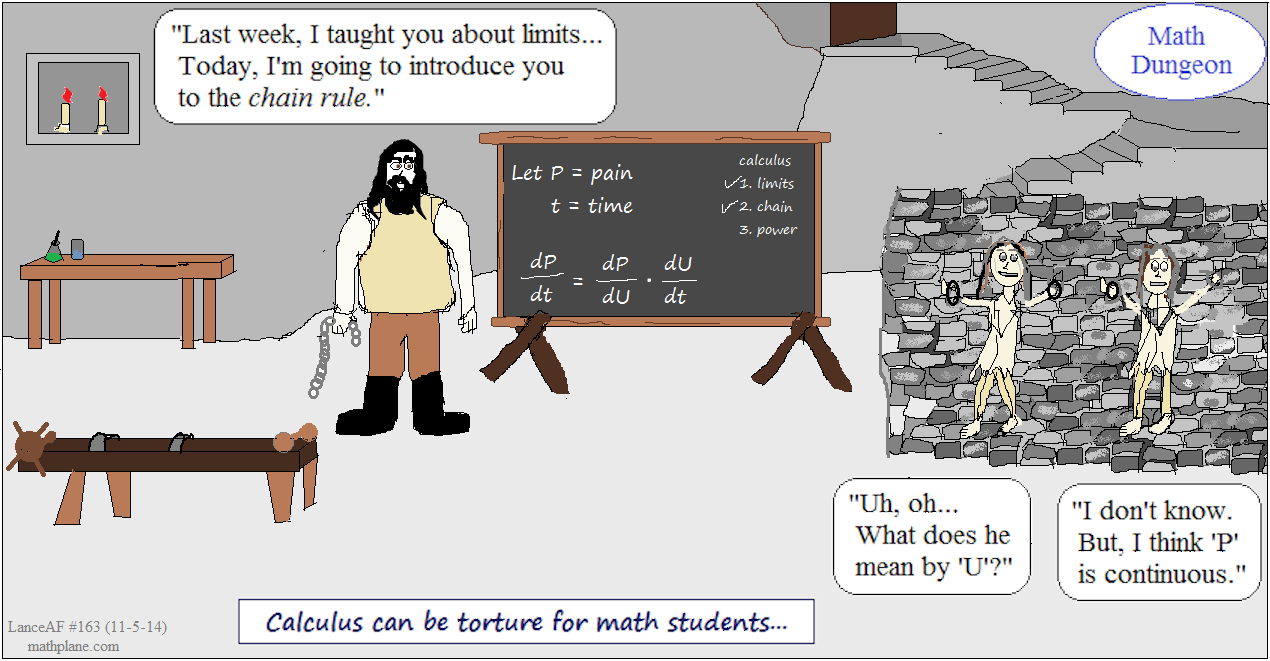 "Last week, I taught you about limits...
Today, I'm going to introduce you
to the chain rule."
Math
Dungeon
Let P = pain
t = time
dP/dt = dP/dU · dU/dt
calculus
✓1. limits
✓2. chain
3. power
"Uh, oh...
What does he
mean by 'U'?"
"I don't know.
But, I think 'P'
is continuous."
Calculus can be torture for math students...
LanceAF #163 (11-5-14)
mathplane.com